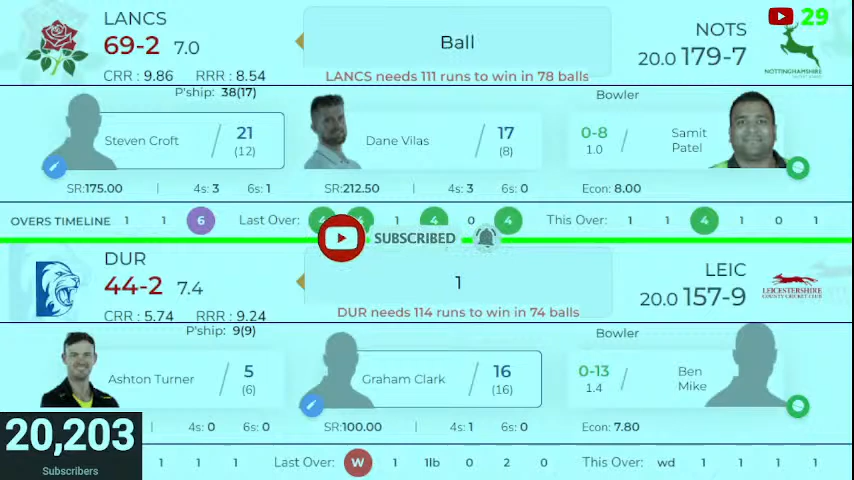 LANCS
69-2 7.0
CRR : 9.86 RRR : 8.54
Ball
LANCS needs 111 runs to win in 78 balls
29
NOTS
20.0 179-7
NOTTINGHAMSHIRE
P'ship: 38(17)
Bowler
Steven Croft / 21 (12)
Dane Vilas / 17 (8)
0-8 1.0 / Samit Patel
SR:175.00 | 4s: 3 6s: 1
SR:212.50 | 4s: 3 6s: 0
Econ: 8.00
OVERS TIMELINE 1 1 6 Last Over: 4 4 1 4 0 4 This Over: 1 1 4 1 0 1
SUBSCRIBED
DUR
44-2 7.4
CRR : 5.74 RRR : 9.24
1
DUR needs 114 runs to win in 74 balls
LEIC
20.0 157-9
LEICESTERSHIRE
COUNTY CRICKET CLUB
P'ship: 9(9)
Bowler
Ashton Turner / 5 (6)
Graham Clark / 16 (16)
0-13 1.4 / Ben Mike
| 4s: 0 6s: 0
SR:100.00 | 4s: 1 6s: 0
Econ: 7.80
20,203
Subscribers
1 1 1 Last Over: W 1 1lb 0 2 0 This Over: wd 1 1 1 1